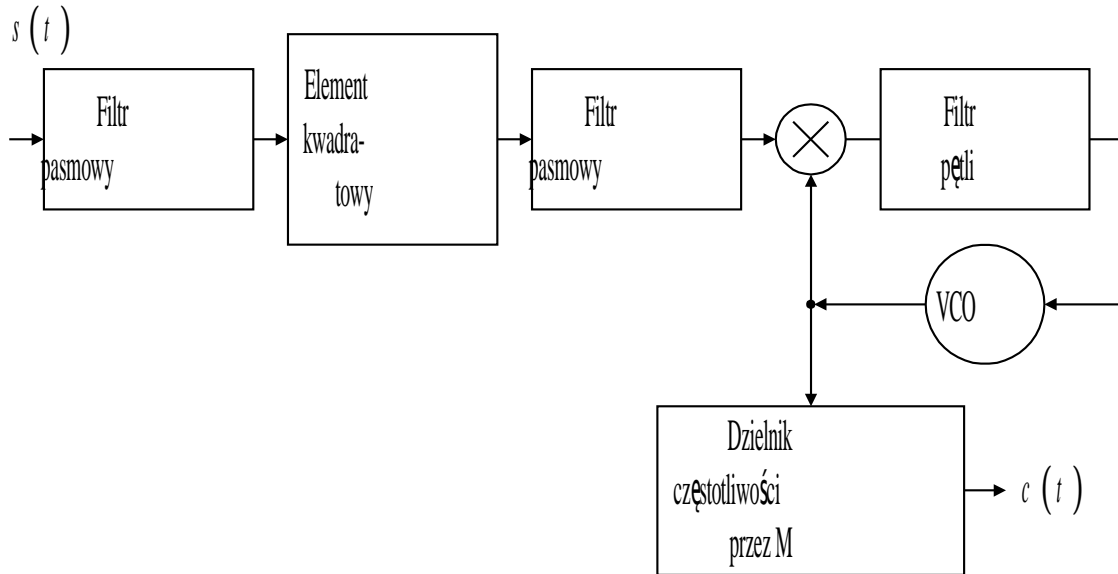 s ( t )
Filtr
pasmowy
Element
kwadra-
towy
Filtr
pasmowy
Filtr
pętli
VCO
Dzielnik
częstotliwości
przez M
c ( t )